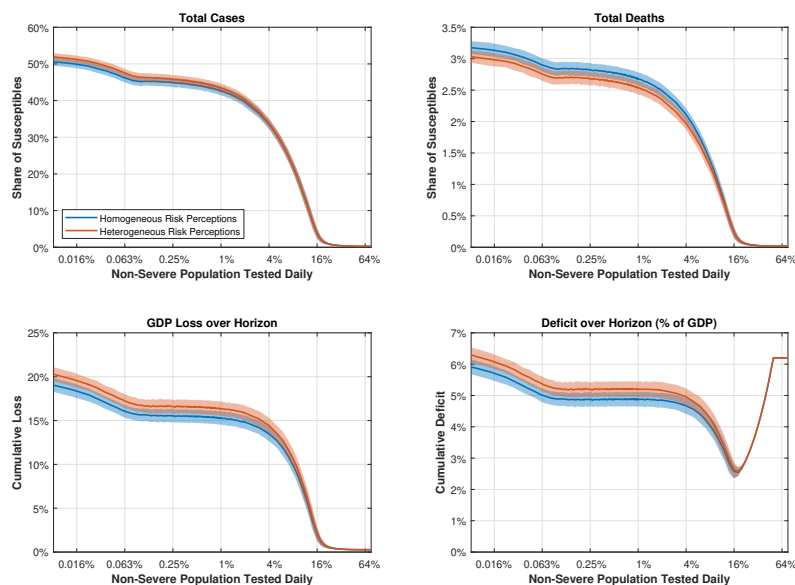 Total Cases
60%
50%
40%
30%
20%
10%
0%
Share of Susceptibles
Homogeneous Risk Perceptions
Heterogeneous Risk Perceptions
0.016% 0.063% 0.25% 1% 4% 16% 64%
Non-Severe Population Tested Daily
Total Deaths
3.5%
3%
2.5%
2%
1.5%
1%
0.5%
0%
Share of Susceptibles
0.016% 0.063% 0.25% 1% 4% 16% 64%
Non-Severe Population Tested Daily
GDP Loss over Horizon
25%
20%
15%
10%
5%
0%
Cumulative Loss
0.016% 0.063% 0.25% 1% 4% 16% 64%
Non-Severe Population Tested Daily
Deficit over Horizon (% of GDP)
7%
6%
5%
4%
3%
2%
1%
0%
Cumulative Deficit
0.016% 0.063% 0.25% 1% 4% 16% 64%
Non-Severe Population Tested Daily